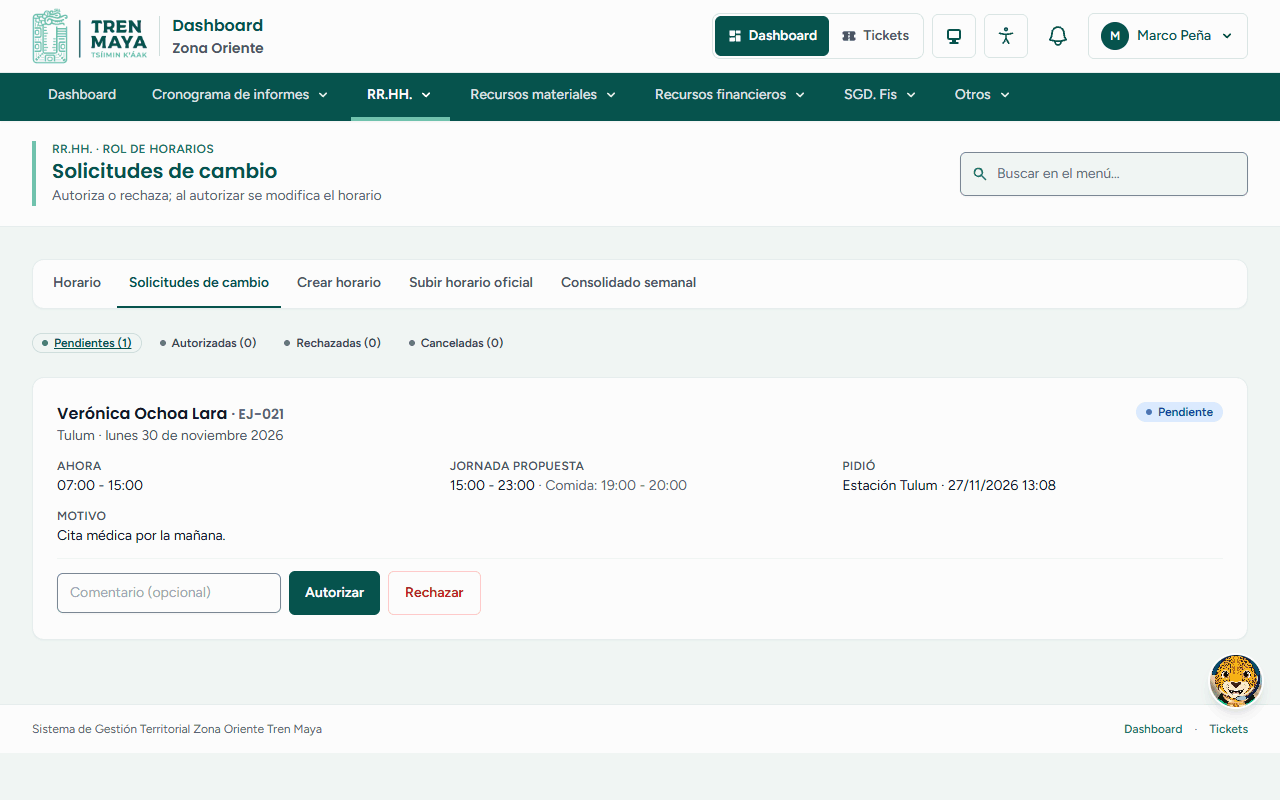 TREN
MAYA
TSÍIMIN K'ÁAK
Dashboard
Zona Oriente
Dashboard
Tickets
M
Marco Peña
Dashboard
Cronograma de informes
RR.HH.
Recursos materiales
Recursos financieros
SGD. Fis
Otros
RR.HH. · ROL DE HORARIOS
Solicitudes de cambio
Autoriza o rechaza; al autorizar se modifica el horario
Buscar en el menú...
Horario
Solicitudes de cambio
Crear horario
Subir horario oficial
Consolidado semanal
Pendientes (1)
Autorizadas (0)
Rechazadas (0)
Canceladas (0)
Verónica Ochoa Lara · EJ-021
Pendiente
Tulum · lunes 30 de noviembre 2026
AHORA
07:00 - 15:00
JORNADA PROPUESTA
15:00 - 23:00 · Comida: 19:00 - 20:00
PIDIÓ
Estación Tulum · 27/11/2026 13:08
MOTIVO
Cita médica por la mañana.
Comentario (opcional)
Autorizar
Rechazar
Sistema de Gestión Territorial Zona Oriente Tren Maya
Dashboard · Tickets